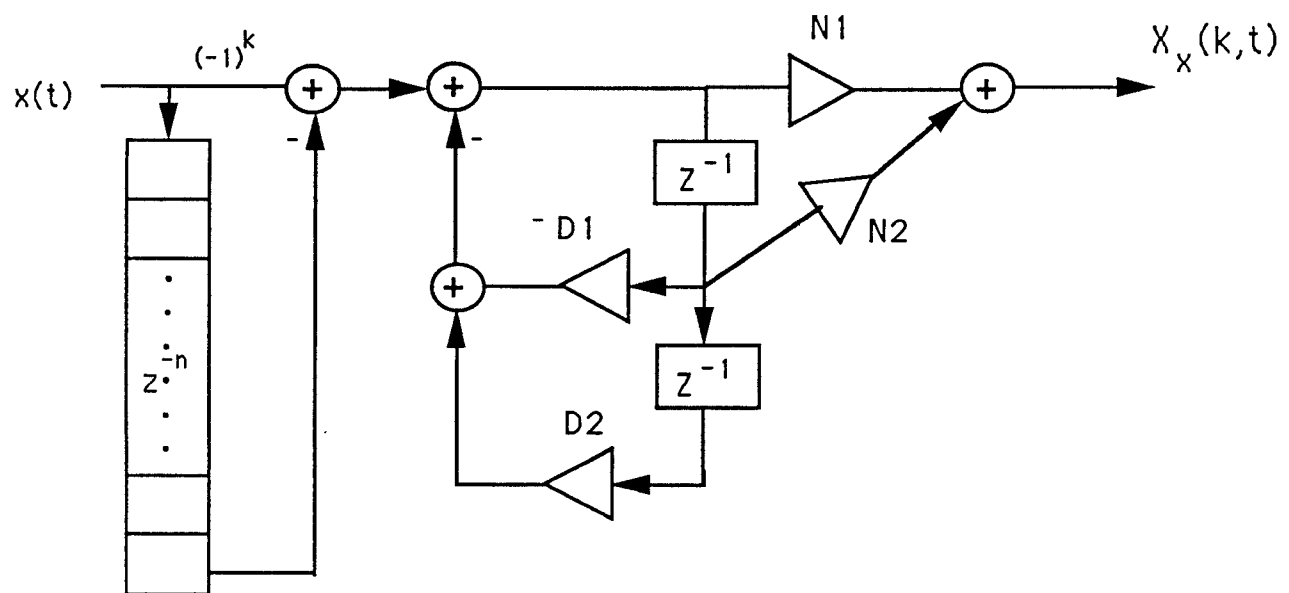 x(t)
(-1)^k
N1
X_x(k,t)
+
+
+
-
-
z^-1
N2
- D1
+
z^-n
z^-1
D2